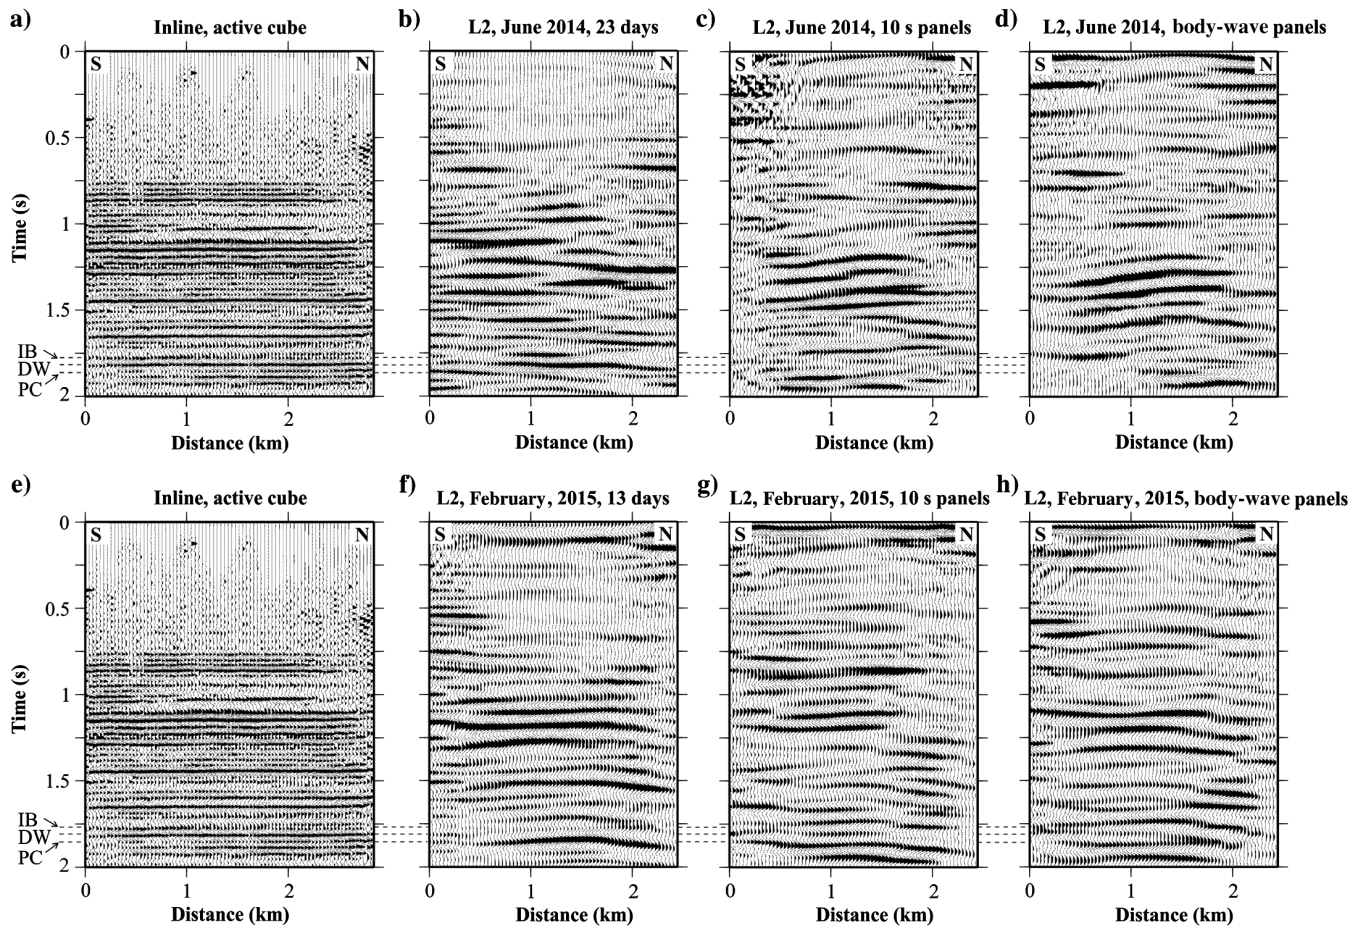 a) Inline, active cube
b) L2, June 2014, 23 days
c) L2, June 2014, 10 s panels
d) L2, June 2014, body-wave panels
0
S N S N S N S N
0.5
1
Time (s)
1.5
IB
DW
PC
2
0 1 2 0 1 2 0 1 2 0 1 2
Distance (km) Distance (km) Distance (km) Distance (km)
e) Inline, active cube
f) L2, February, 2015, 13 days
g) L2, February, 2015, 10 s panels
h) L2, February, 2015, body-wave panels
0
S N S N S N S N
0.5
1
Time (s)
1.5
IB
DW
PC
2
0 1 2 0 1 2 0 1 2 0 1 2
Distance (km) Distance (km) Distance (km) Distance (km)